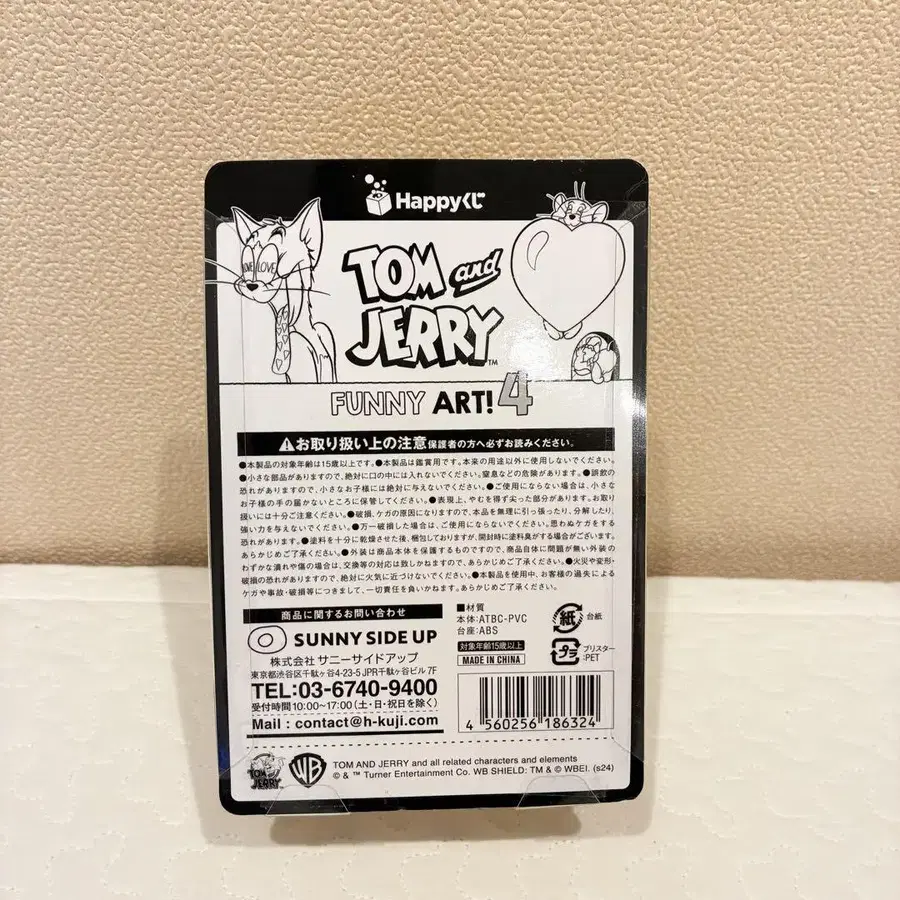 Happyくじ
LOVE LOVE
TOM and
JERRY™
FUNNY ART! 4
⚠お取り扱い上の注意 保護者の方へ必ずお読みください。
●本製品の対象年齢は15歳以上です。●本製品は鑑賞用です。本来の用途以外に使用しないでください。
●小さな部品がありますので、絶対に口の中には入れないでください。窒息などの危険があります。●誤飲の
恐れがありますので、小さなお子様には絶対に与えないでください。●ご使用にならない場合は、小さな
お子様の手の届かないところに保管してください。●表現上、やむを得ず尖った部分があります。お取り
扱いには十分ご注意ください。●破損、ケガの原因になりますので、本品を無理に引っ張ったり、分解したり、
強い力を与えないでください。●万一破損した場合は、ご使用にならないでください。思わぬケガをする
恐れがあります。●塗料を十分に乾燥させた後、梱包しておりますが、開封時に塗料臭がする場合がございます。
あらかじめご了承ください。●外装は商品本体を保護するものですので、商品自体に問題が無い外装の
わずかな潰れや傷の場合は、交換等の対応は致しかねますので、あらかじめご了承ください。●火災や変形・
破損の恐れがありますので、絶対に火気に近づけないでください。●本製品を使用中、お客様の過失による
ケガや事故・破損等につきまして、一切責任を負いかねます。あらかじめご了承ください。
商品に関するお問い合わせ
SUNNY SIDE UP
株式会社 サニーサイドアップ
東京都渋谷区千駄ヶ谷4-23-5 JPR千駄ヶ谷ビル 7F
TEL:03-6740-9400
受付時間 10:00〜17:00(土・日・祝日を除く)
Mail : contact@h-kuji.com
■材質
本体:ATBC-PVC
台座:ABS
対象年齢15歳以上
MADE IN CHINA
紙
台紙
プラ
ブリスター
:PET
4 560256 186324
TOM and
JERRY
WB
TOM AND JERRY and all related characters and elements
© & ™ Turner Entertainment Co. WB SHIELD: TM & © WBEI. (s24)